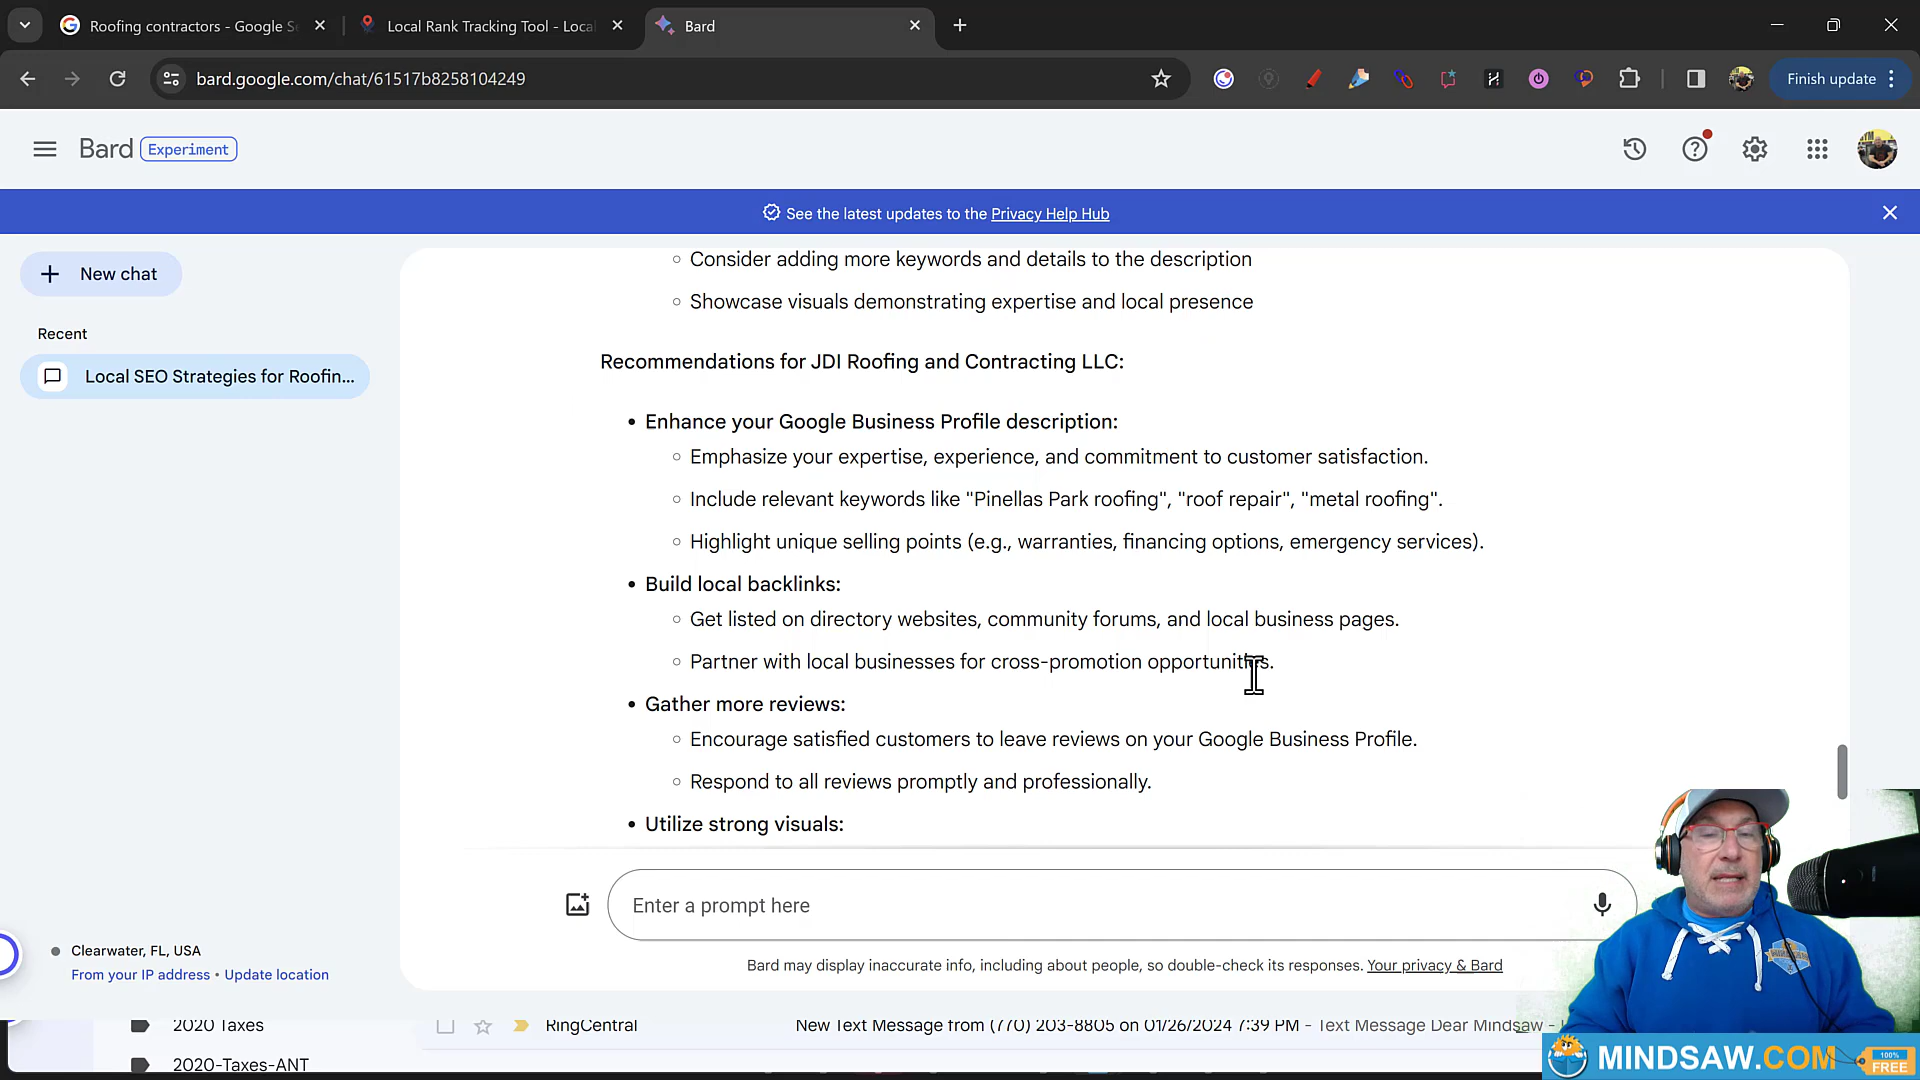 Roofing contractors - Google Se
Local Rank Tracking Tool - Loca
Bard
bard.google.com/chat/61517b8258104249
Finish update
Bard Experiment
See the latest updates to the Privacy Help Hub
New chat
Recent
Local SEO Strategies for Roofin...
Consider adding more keywords and details to the description
Showcase visuals demonstrating expertise and local presence
Recommendations for JDI Roofing and Contracting LLC:
Enhance your Google Business Profile description:
Emphasize your expertise, experience, and commitment to customer satisfaction.
Include relevant keywords like "Pinellas Park roofing", "roof repair", "metal roofing".
Highlight unique selling points (e.g., warranties, financing options, emergency services).
Build local backlinks:
Get listed on directory websites, community forums, and local business pages.
Partner with local businesses for cross-promotion opportunities.
Gather more reviews:
Encourage satisfied customers to leave reviews on your Google Business Profile.
Respond to all reviews promptly and professionally.
Utilize strong visuals:
Enter a prompt here
Clearwater, FL, USA
From your IP address • Update location
Bard may display inaccurate info, including about people, so double-check its responses. Your privacy & Bard
2020 Taxes
RingCentral
New Text Message from (770) 203-8805 on 01/26/2024 7:39 PM - Text Message Dear Mindsaw -
2020-Taxes-ANT
MINDSAW.COM
100% FREE